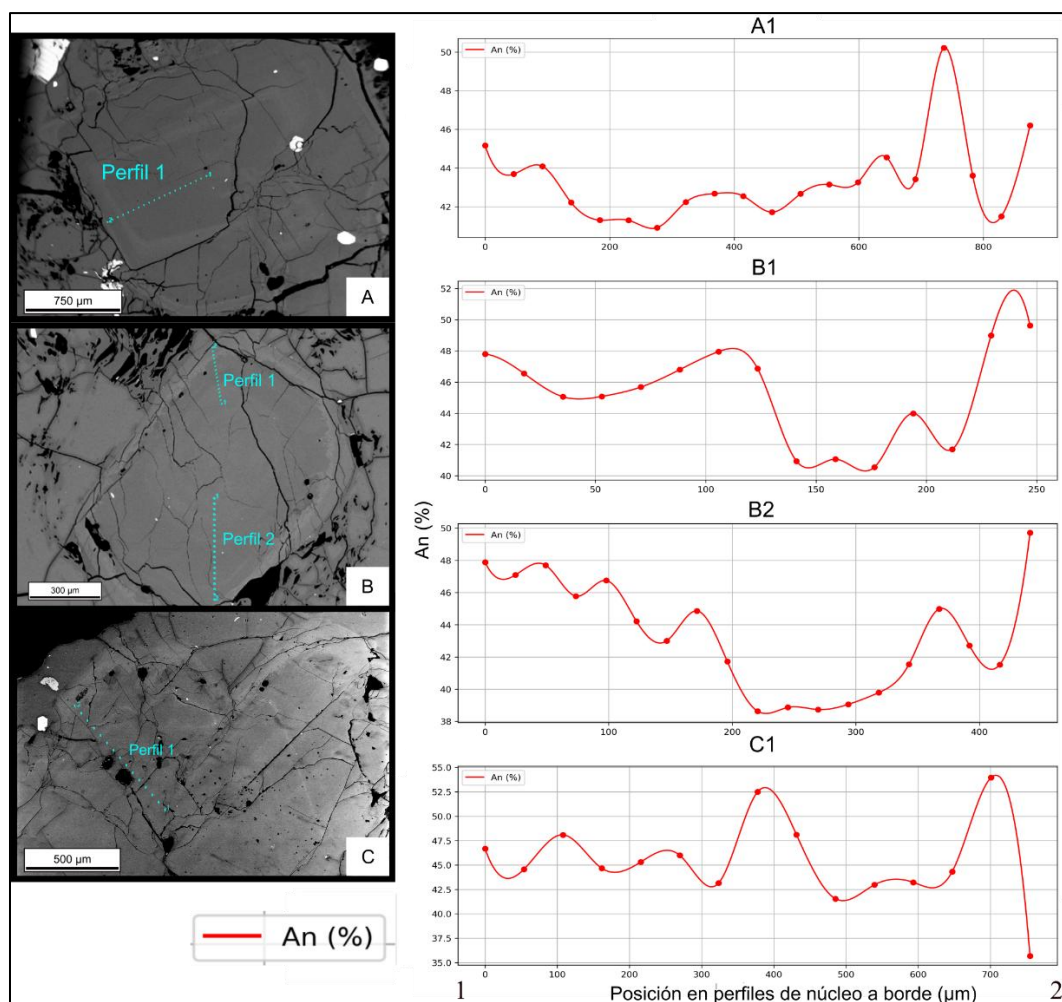 Perfil 1
750 µm
A
Perfil 1
Perfil 2
300 µm
B
Perfil 1
500 µm
C
An (%)
A1
An (%)
50
48
46
44
42
0
200
400
600
800
B1
An (%)
52
50
48
46
44
42
40
0
50
100
150
200
250
An (%)
B2
An (%)
50
48
46
44
42
40
38
0
100
200
300
400
C1
An (%)
55.0
52.5
50.0
47.5
45.0
42.5
40.0
37.5
35.0
0
100
200
300
400
500
600
700
1
Posición en perfiles de núcleo a borde (µm)
2